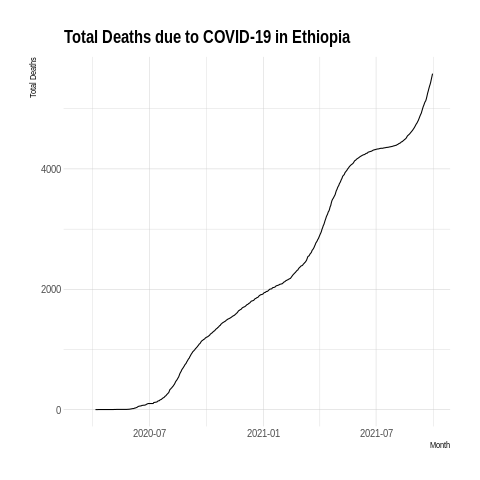 Total Deaths due to COVID-19 in Ethiopia
Total Deaths
4000
2000
0
2020-07 2021-01 2021-07
Month